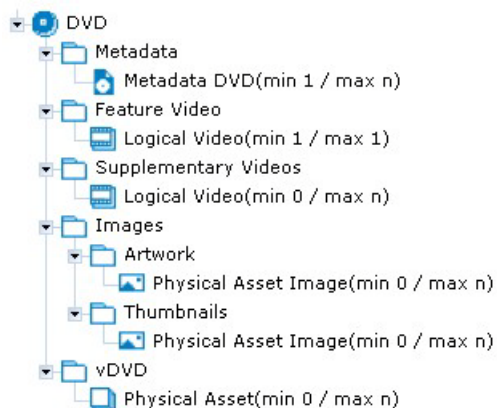 DVD
Metadata
Metadata DVD(min 1 / max n)
Feature Video
Logical Video(min 1 / max 1)
Supplementary Videos
Logical Video(min 0 / max n)
Images
Artwork
Physical Asset Image(min 0 / max n)
Thumbnails
Physical Asset Image(min 0 / max n)
vDVD
Physical Asset(min 0 / max n)